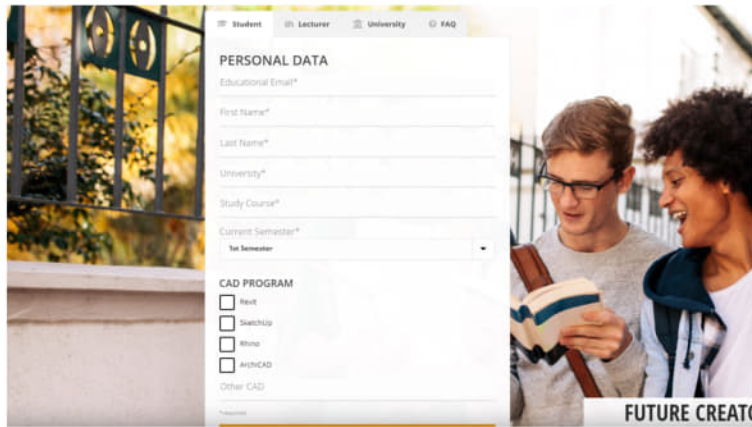 Student Lecturer University FAQ
PERSONAL DATA
Educational Email*
First Name*
Last Name*
University*
Study Course*
Current Semester*
1st Semester
CAD PROGRAM
Revit
SketchUp
Rhino
ArchiCAD
Other CAD
* required
FUTURE CREATO